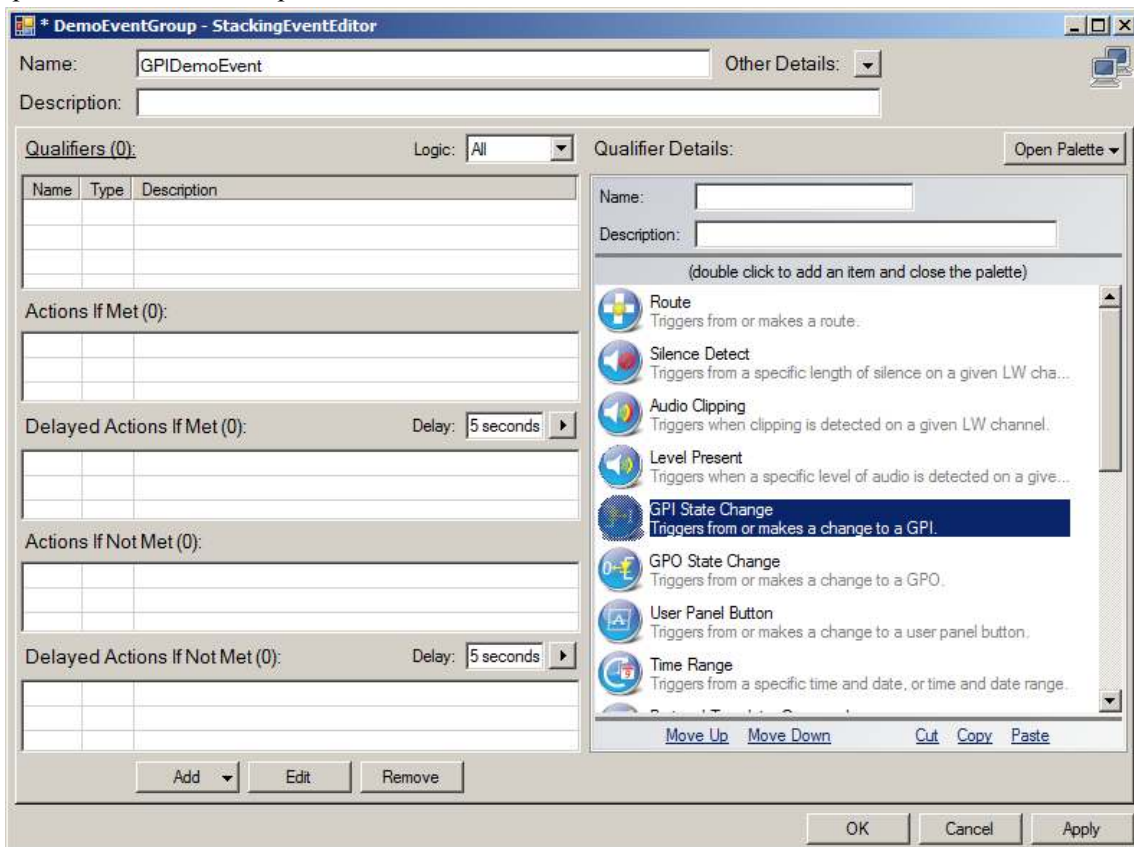 * DemoEventGroup - StackingEventEditor
Name: GPIDemoEvent Other Details:
Description:
Qualifiers (0): Logic: All
Name Type Description
Actions If Met (0):
Delayed Actions If Met (0): Delay: 5 seconds
Actions If Not Met (0):
Delayed Actions If Not Met (0): Delay: 5 seconds
Add Edit Remove
Qualifier Details: Open Palette
Name:
Description:
(double click to add an item and close the palette)
Route
Triggers from or makes a route.
Silence Detect
Triggers from a specific length of silence on a given LW cha...
Audio Clipping
Triggers when clipping is detected on a given LW channel.
Level Present
Triggers when a specific level of audio is detected on a give...
GPI State Change
Triggers from or makes a change to a GPI.
GPO State Change
Triggers from or makes a change to a GPO.
User Panel Button
Triggers from or makes a change to a user panel button.
Time Range
Triggers from a specific time and date, or time and date range.
Move Up Move Down Cut Copy Paste
OK Cancel Apply